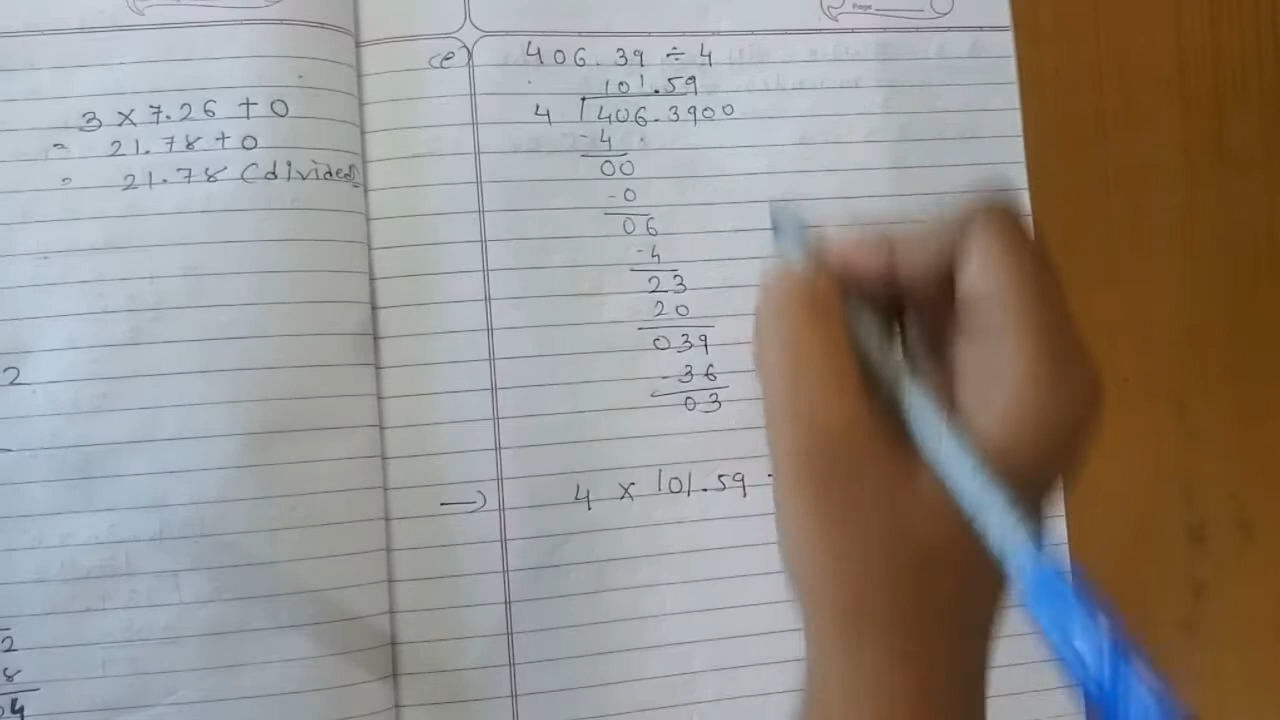 3 × 7.26 + 0
= 21.78 + 0
= 21.78 (divided
2
2
8
4
Page
(e) 406.39 ÷ 4
101.59
4 406.3900
-4
00
-0
06
-4
23
20
039
36
03
→ 4 × 101.59